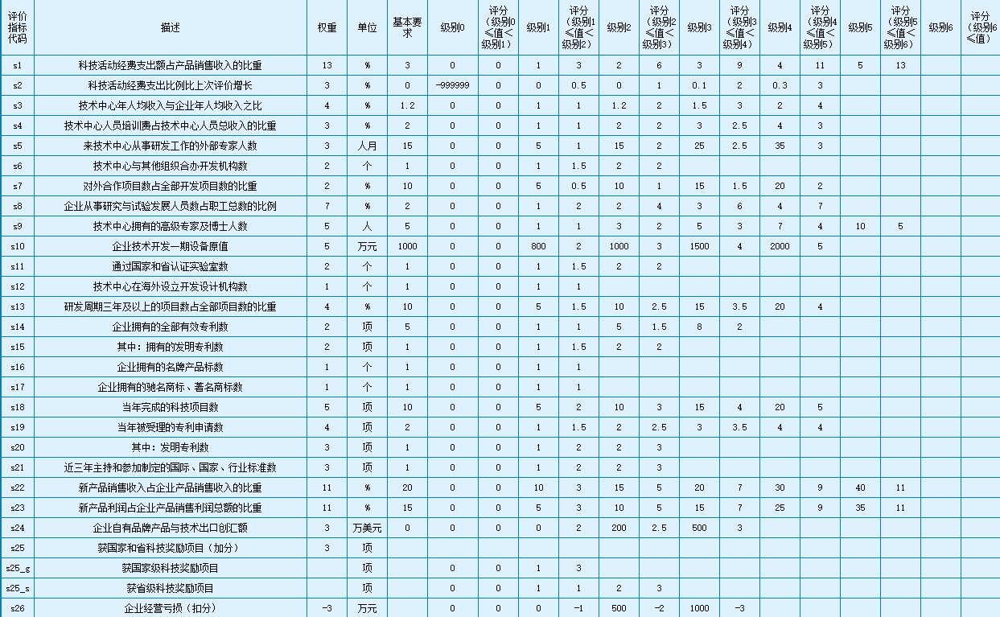 评价指标代码 描述 权重 单位 基本要求 级别0 评分（级别0≤值<级别1） 级别1 评分（级别1≤值<级别2） 级别2 评分（级别2≤值<级别3） 级别3 评分（级别3≤值<级别4） 级别4 评分（级别4≤值<级别5） 级别5 评分（级别5≤值<级别6） 级别6 评分（级别6≤值）
s1 科技活动经费支出额占产品销售收入的比重 13 % 3 0 0 1 3 2 6 3 9 4 11 5 13
s2 科技活动经费支出比例比上次评价增长 3 % 0 -999999 0 0 0.5 0 1 0.1 2 0.3 3
s3 技术中心年人均收入与企业年人均收入之比 4 % 1.2 0 0 1 1 1.2 2 1.5 3 2 4
s4 技术中心人员培训费占技术中心人员总收入的比重 3 % 2 0 0 1 1 2 2 3 2.5 4 3
s5 来技术中心从事研发工作的外部专家人数 3 人月 15 0 0 5 1 15 2 25 2.5 35 3
s6 技术中心与其他组织合办开发机构数 2 个 1 0 0 1 1.5 2 2
s7 对外合作项目数占全部开发项目数的比重 2 % 10 0 0 5 0.5 10 1 15 1.5 20 2
s8 企业从事研究与试验发展人员数占职工总数的比例 7 % 2 0 0 1 2 2 4 3 6 4 7
s9 技术中心拥有的高级专家及博士人数 5 人 5 0 0 1 1 3 2 5 3 7 4 10 5
s10 企业技术开发一期设备原值 5 万元 1000 0 0 800 2 1000 3 1500 4 2000 5
s11 通过国家和省认证实验室数 2 个 1 0 0 1 1.5 2 2
s12 技术中心在海外设立开发设计机构数 1 个 1 0 0 1 1
s13 研发周期三年及以上的项目数占全部项目数的比重 4 % 10 0 0 5 1.5 10 2.5 15 3.5 20 4
s14 企业拥有的全部有效专利数 2 项 5 0 0 1 1 5 1.5 8 2
s15 其中: 拥有的发明专利数 2 项 1 0 0 1 1.5 2 2
s16 企业拥有的名牌产品标数 1 个 1 0 0 1 1
s17 企业拥有的驰名商标、著名商标数 1 个 1 0 0 1 1
s18 当年完成的科技项目数 5 项 10 0 0 5 2 10 3 15 4 20 5
s19 当年被受理的专利申请数 4 项 2 0 0 1 1.5 2 2.5 3 3.5 4 4
s20 其中: 发明专利数 3 项 1 0 0 1 2 2 3
s21 近三年主持和参加制定的国际、国家、行业标准数 3 项 1 0 0 1 2 2 3
s22 新产品销售收入占企业产品销售收入的比重 11 % 20 0 0 10 3 15 5 20 7 30 9 40 11
s23 新产品利润占企业产品销售利润总额的比重 11 % 15 0 0 5 3 10 5 15 7 25 9 35 11
s24 企业自有品牌产品与技术出口创汇额 3 万美元 0 0 0 0 2 200 2.5 500 3
s25 获国家和省科技奖励项目（加分） 3 项
s25_g 获国家级科技奖励项目 项 0 0 1 3
s25_s 获省级科技奖励项目 项 0 0 1 1 2 3
s26 企业经营亏损（扣分） -3 万元 0 0 0 -1 500 -2 1000 -3